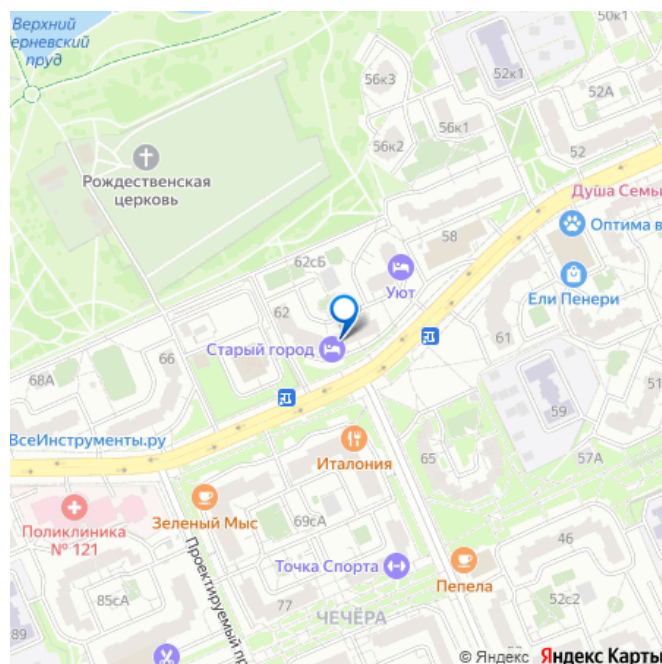 Верхний
Черневский
пруд
50к1
56к3
52к1
52А
56к2
56к1
52
Рождественская
церковь
Душа Семьи
58
Оптима в
62сБ
Уют
Ели Пенери
62
61
Старый город
66
51
68А
59
ВсеИнструменты.ру
Италония
65
57А
Поликлиника
№ 121
Зеленый Мыс
69сА
46
Точка Спорта
Пепела
Проектируемый пр
85сА
77
52с2
ЧЕЧЁРА
89
© Яндекс Яндекс Карты